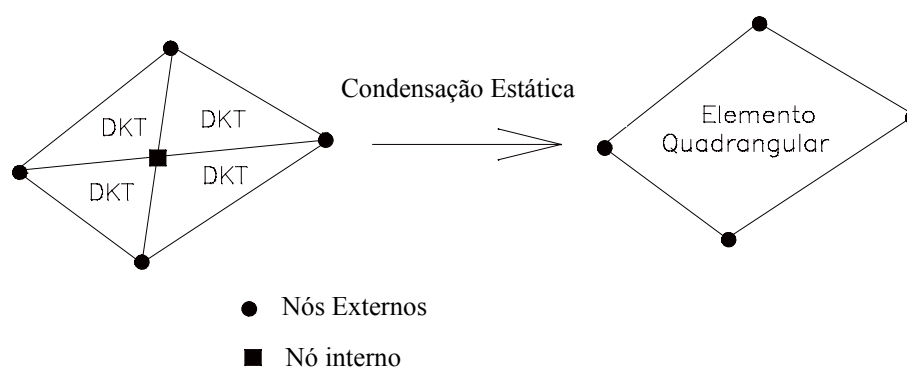 Condensação Estática
DKT
DKT
DKT
DKT
Elemento
Quadrangular
Nós Externos
Nó interno